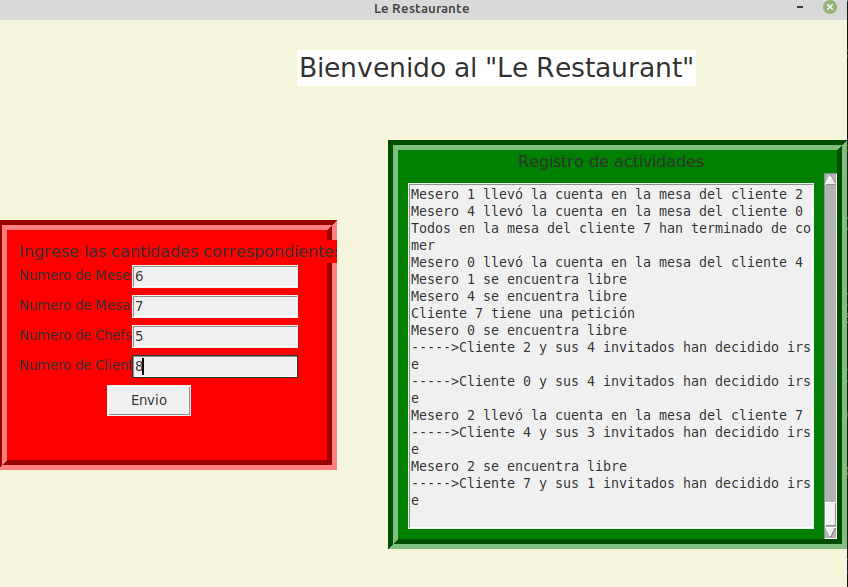 Le Restaurante
Bienvenido al "Le Restaurant"
Registro de actividades
Mesero 1 llevó la cuenta en la mesa del cliente 2
Mesero 4 llevó la cuenta en la mesa del cliente 0
Todos en la mesa del cliente 7 han terminado de co
mer
Mesero 0 llevó la cuenta en la mesa del cliente 4
Mesero 1 se encuentra libre
Mesero 4 se encuentra libre
Cliente 7 tiene una petición
Mesero 0 se encuentra libre
----->Cliente 2 y sus 4 invitados han decidido irs
e
----->Cliente 0 y sus 4 invitados han decidido irs
e
Mesero 2 llevó la cuenta en la mesa del cliente 7
----->Cliente 4 y sus 3 invitados han decidido irs
e
Mesero 2 se encuentra libre
----->Cliente 7 y sus 1 invitados han decidido irs
e
Ingrese las cantidades correspondientes
Numero de Mese 6
Numero de Mesa 7
Numero de Chefs 5
Numero de Client 8
Envio